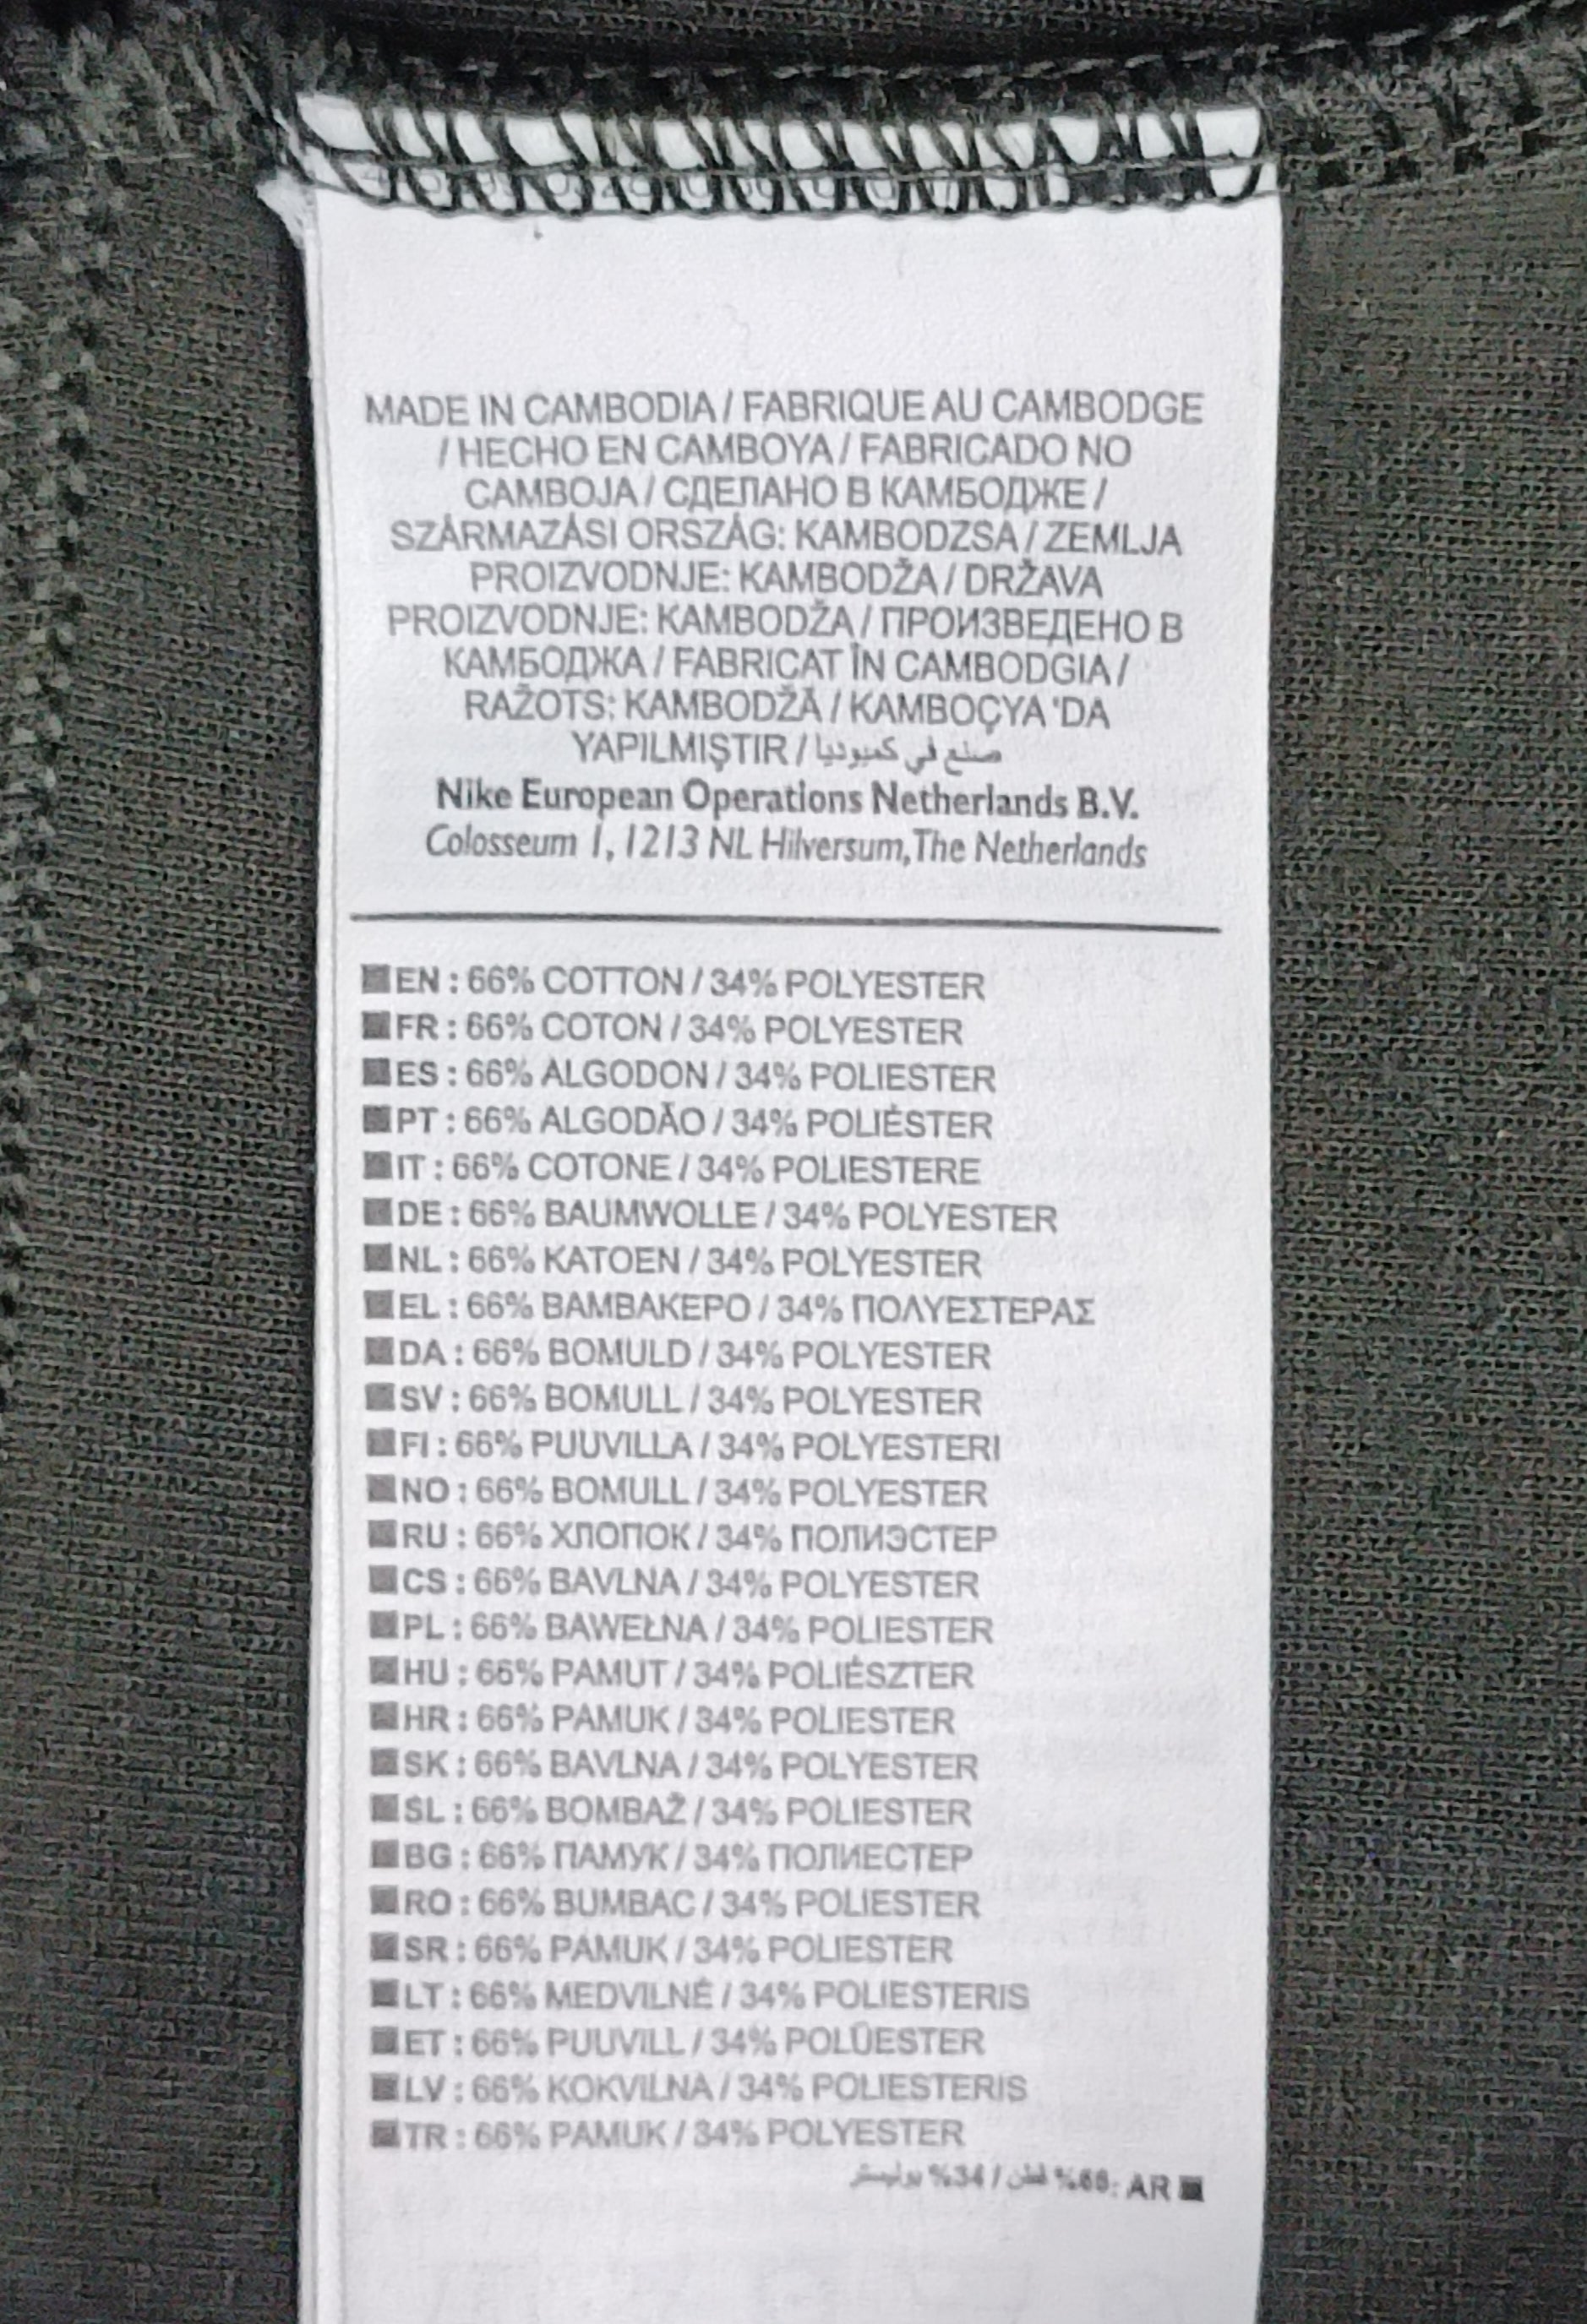 MADE IN CAMBODIA / FABRIQUE AU CAMBODGE
/ HECHO EN CAMBOYA / FABRICADO NO
CAMBOJA / СДЕЛАНО В КАМБОДЖЕ /
SZÁRMAZÁSI ORSZÁG: KAMBODZSA / ZEMLJA
PROIZVODNJE: KAMBODŽA / DRŽAVA
PROIZVODNJE: KAMBODŽA / ПРОИЗВЕДЕНО В
КАМБОДЖА / FABRICAT ÎN CAMBODGIA /
RAŽOTS: KAMBODŽĀ / KAMBOÇYA 'DA
YAPILMIŞTIR / صنع في كمبوديا
Nike European Operations Netherlands B.V.
Colosseum 1, 1213 NL Hilversum, The Netherlands
EN : 66% COTTON / 34% POLYESTER
FR : 66% COTON / 34% POLYESTER
ES : 66% ALGODON / 34% POLIESTER
PT : 66% ALGODÃO / 34% POLIÉSTER
IT : 66% COTONE / 34% POLIESTERE
DE : 66% BAUMWOLLE / 34% POLYESTER
NL : 66% KATOEN / 34% POLYESTER
EL : 66% ΒΑΜΒΑΚΕΡΟ / 34% ΠΟΛΥΕΣΤΕΡΑΣ
DA : 66% BOMULD / 34% POLYESTER
SV : 66% BOMULL / 34% POLYESTER
FI : 66% PUUVILLA / 34% POLYESTERI
NO : 66% BOMULL / 34% POLYESTER
RU : 66% ХЛОПОК / 34% ПОЛИЭСТЕР
CS : 66% BAVLNA / 34% POLYESTER
PL : 66% BAWEŁNA / 34% POLIESTER
HU : 66% PAMUT / 34% POLIÉSZTER
HR : 66% PAMUK / 34% POLIESTER
SK : 66% BAVLNA / 34% POLYESTER
SL : 66% BOMBAŽ / 34% POLIESTER
BG : 66% ПАМУК / 34% ПОЛИЕСТЕР
RO : 66% BUMBAC / 34% POLIESTER
SR : 66% PAMUK / 34% POLIESTER
LT : 66% MEDVILNĖ / 34% POLIESTERIS
ET : 66% PUUVILL / 34% POLÜESTER
LV : 66% KOKVILNA / 34% POLIESTERIS
TR : 66% PAMUK / 34% POLYESTER
AR :66% قطن / 34% بوليستر